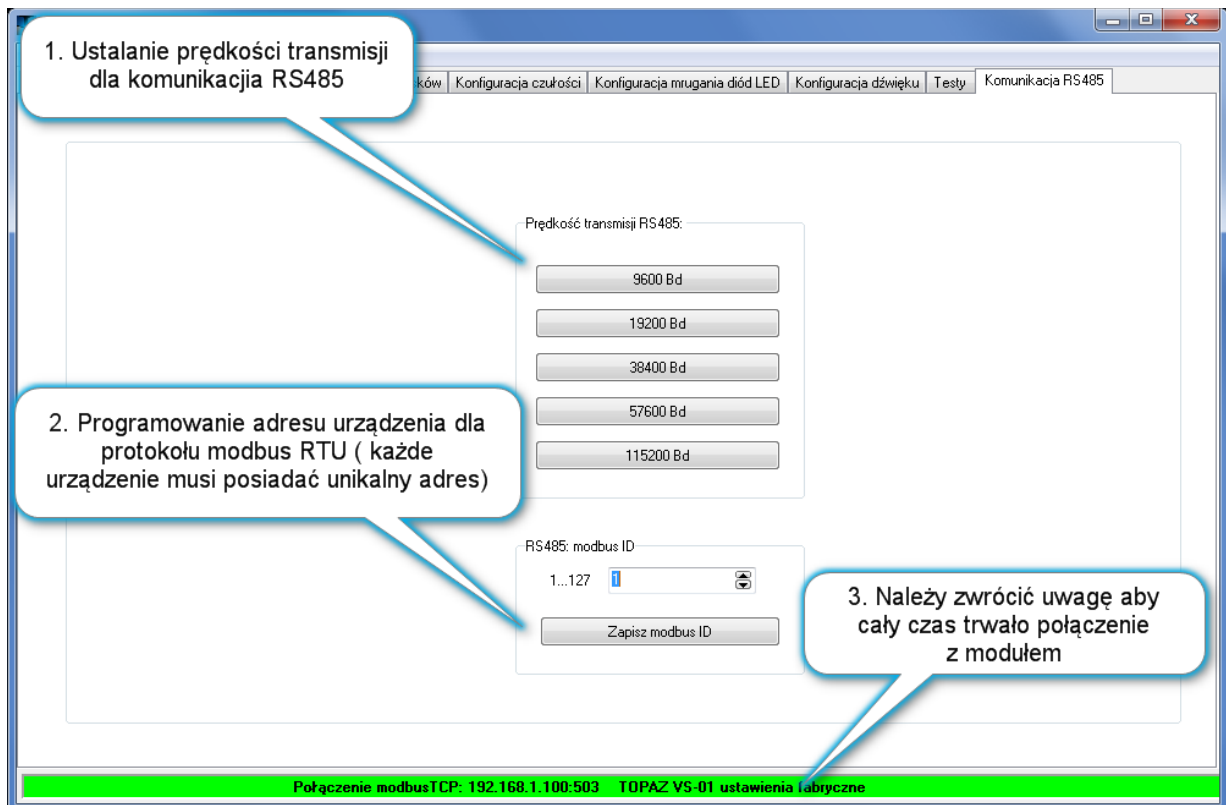 1. Ustalanie prędkości transmisji
dla komunikacjia RS485
ków
Konfiguracja czułości
Konfiguracja mrugania diód LED
Konfiguracja dźwięku
Testy
Komunikacja RS485
Prędkość transmisji RS485:
9600 Bd
19200 Bd
38400 Bd
57600 Bd
115200 Bd
2. Programowanie adresu urządzenia dla
protokołu modbus RTU ( każde
urządzenie musi posiadać unikalny adres)
RS485: modbus ID
1...127 1
Zapisz modbus ID
3. Należy zwrócić uwagę aby
cały czas trwało połączenie
z modułem
Połączenie modbusTCP: 192.168.1.100:503 TOPAZ VS-01 ustawienia fabryczne